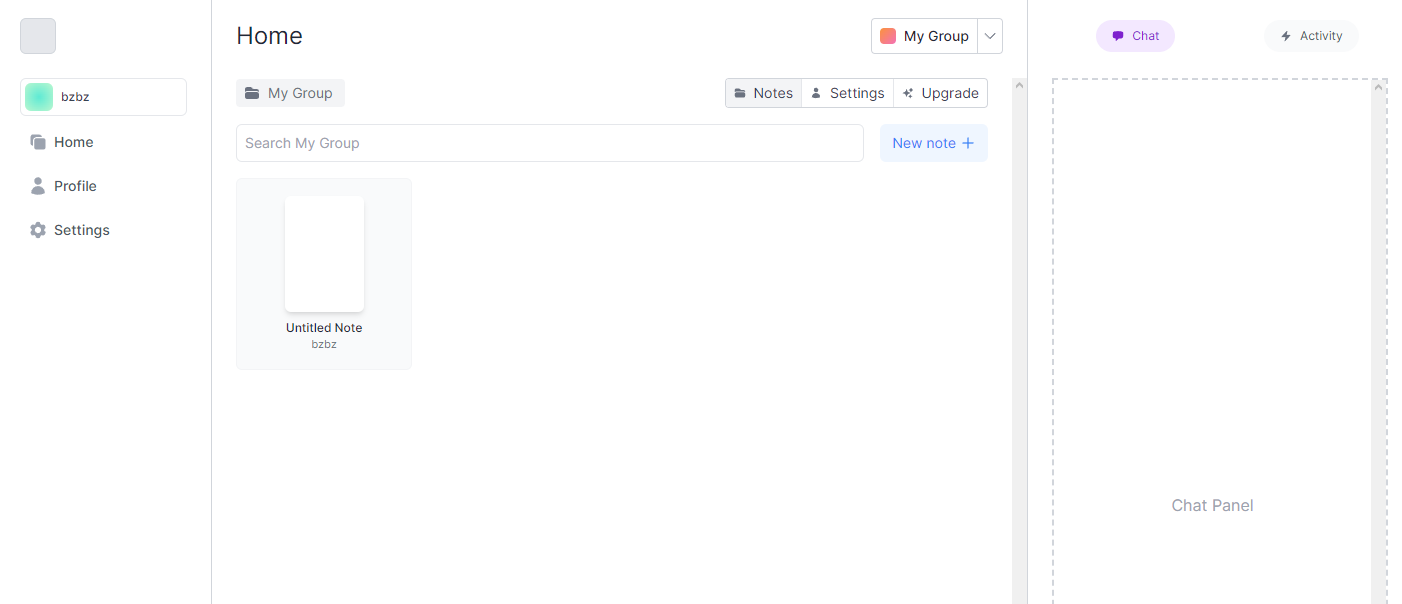 bzbz
Home
Profile
Settings
Home
My Group
My Group
Notes
Settings
Upgrade
Search My Group
New note
Untitled Note
bzbz
Chat
Activity
Chat Panel